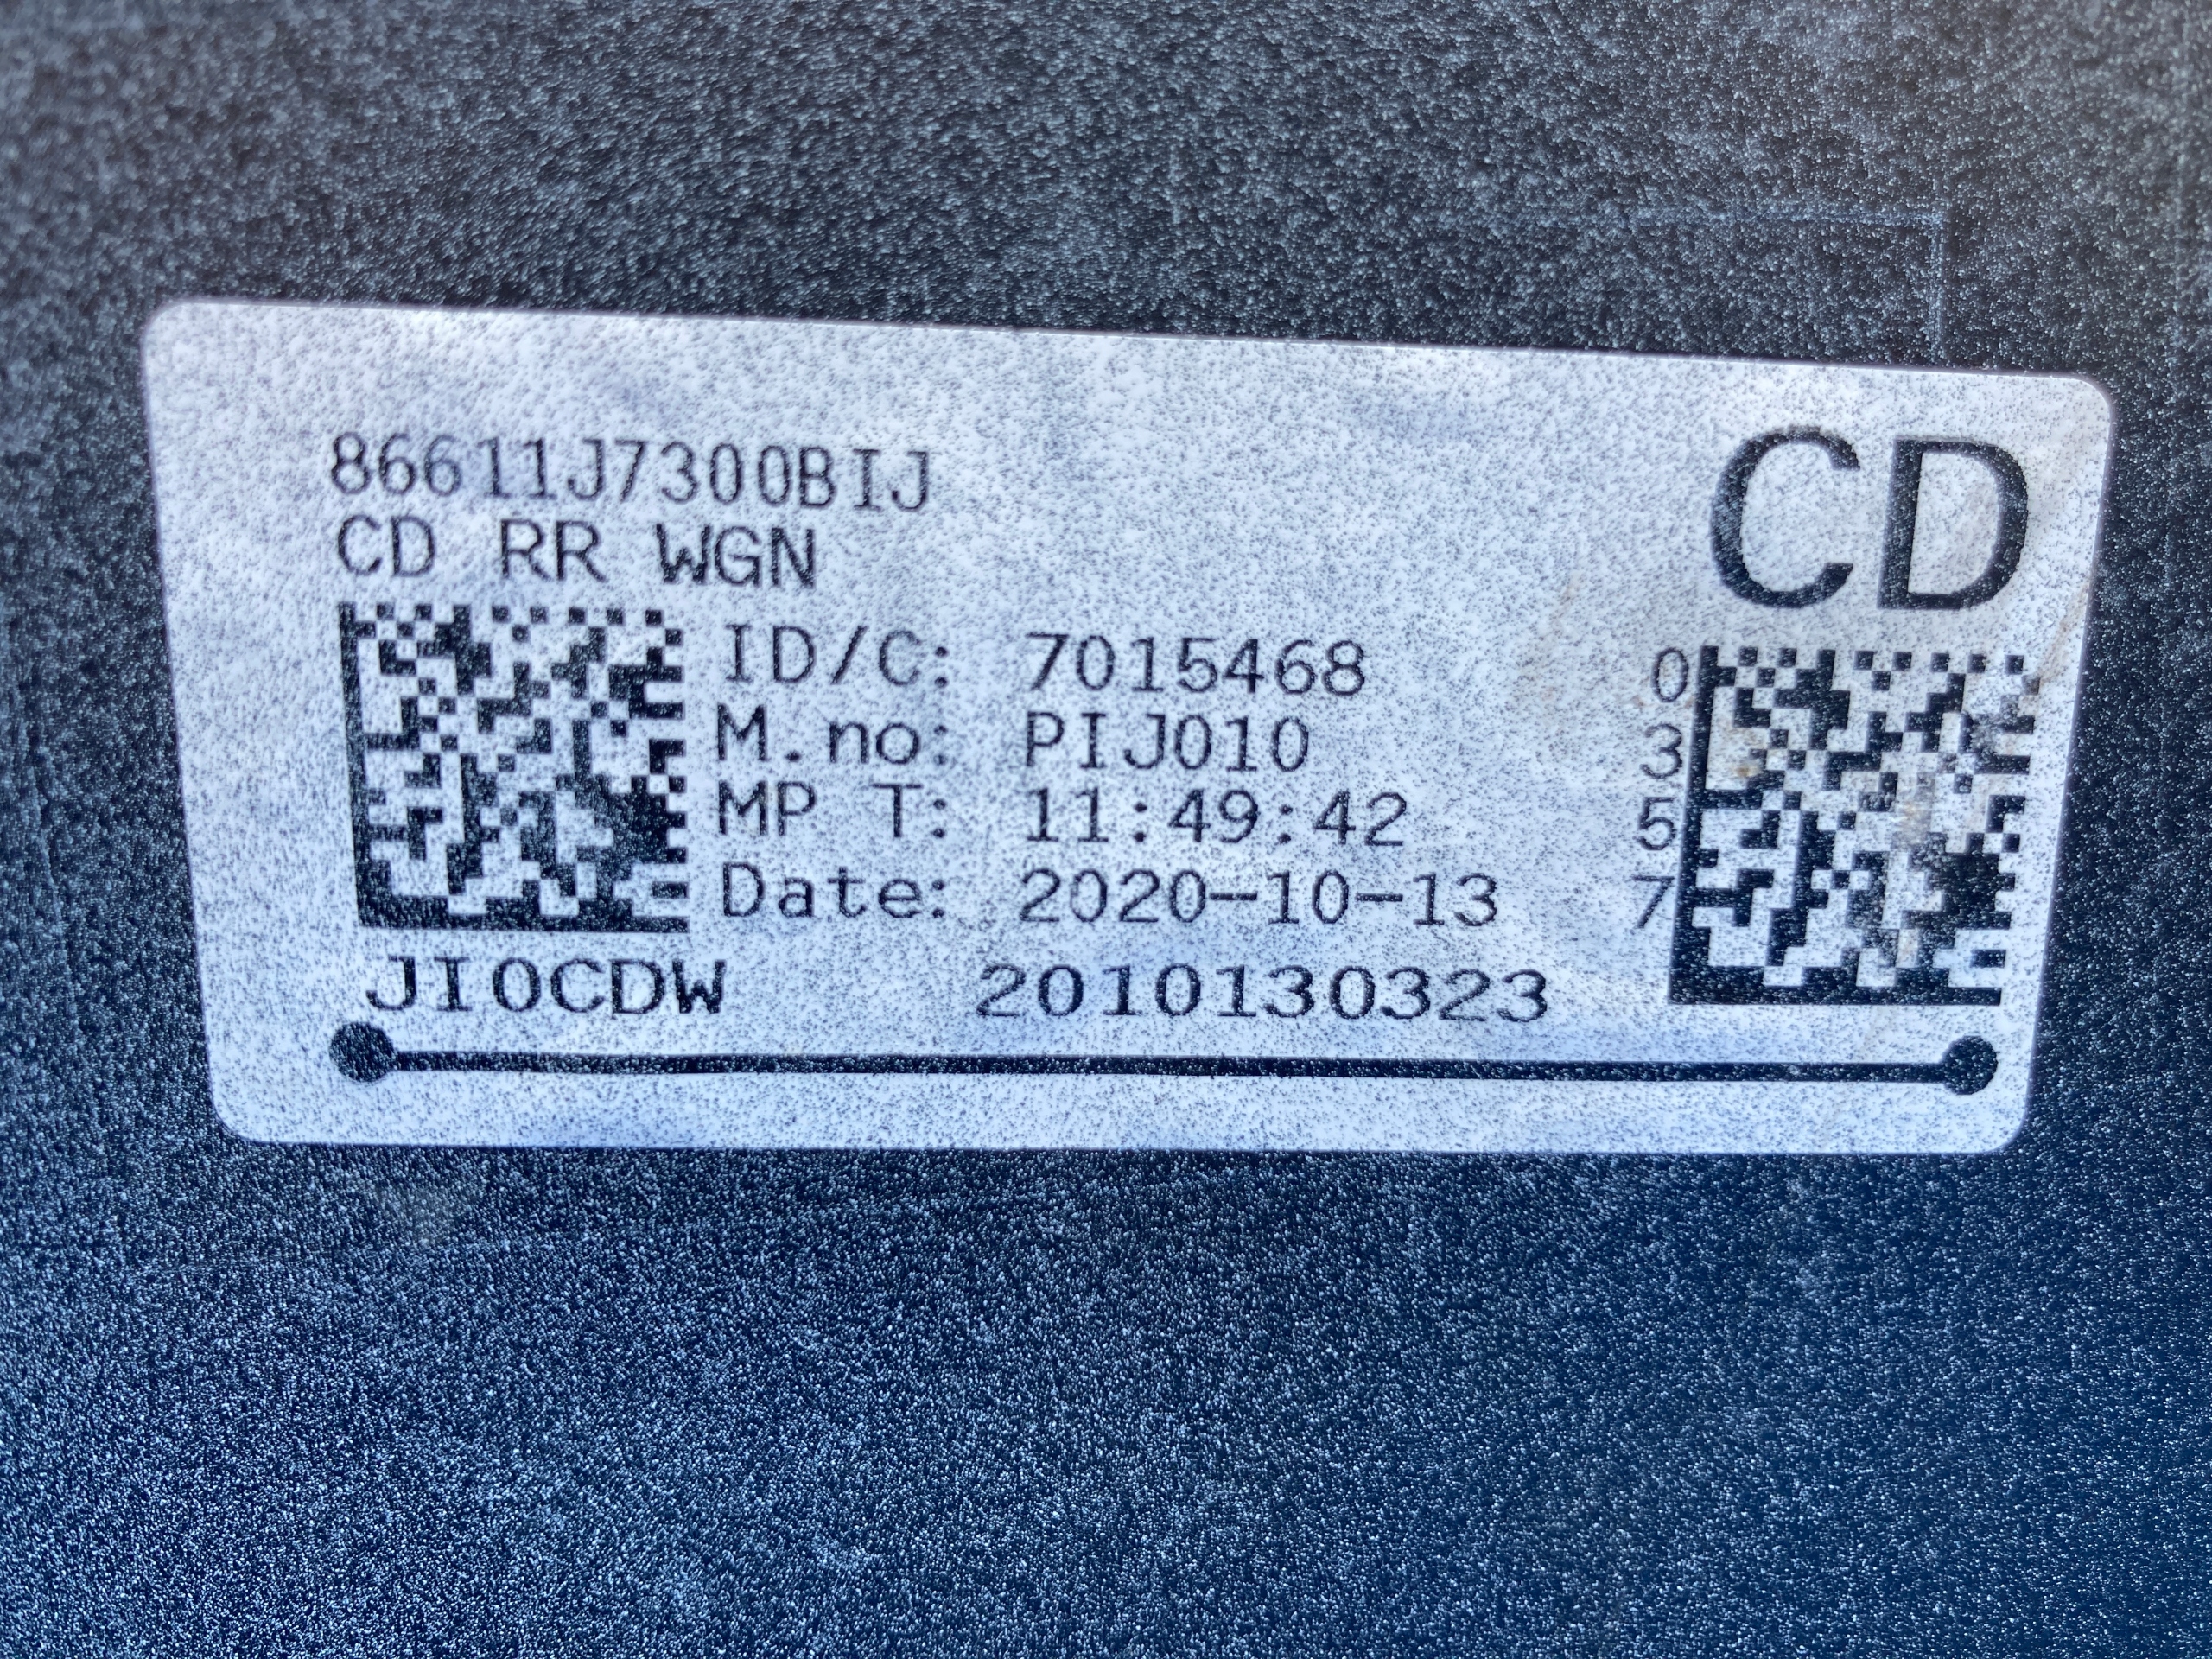 86611J7300BIJ
CD RR WGN
CD
ID/C: 7015468
M.no: PIJ010
MP T: 11:49:42
Date: 2020-10-13
0
3
5
7
JI0CDW 2010130323